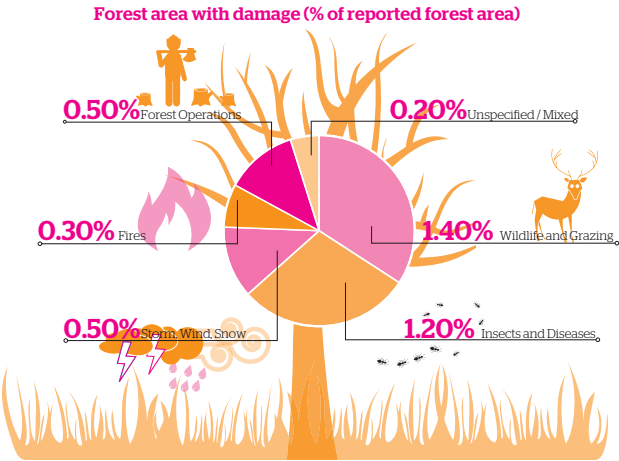 Forest area with damage (% of reported forest area)
0.50% Forest Operations
0.20% Unspecified / Mixed
0.30% Fires
1.40% Wildlife and Grazing
0.50% Storm, Wind, Snow
1.20% Insects and Diseases